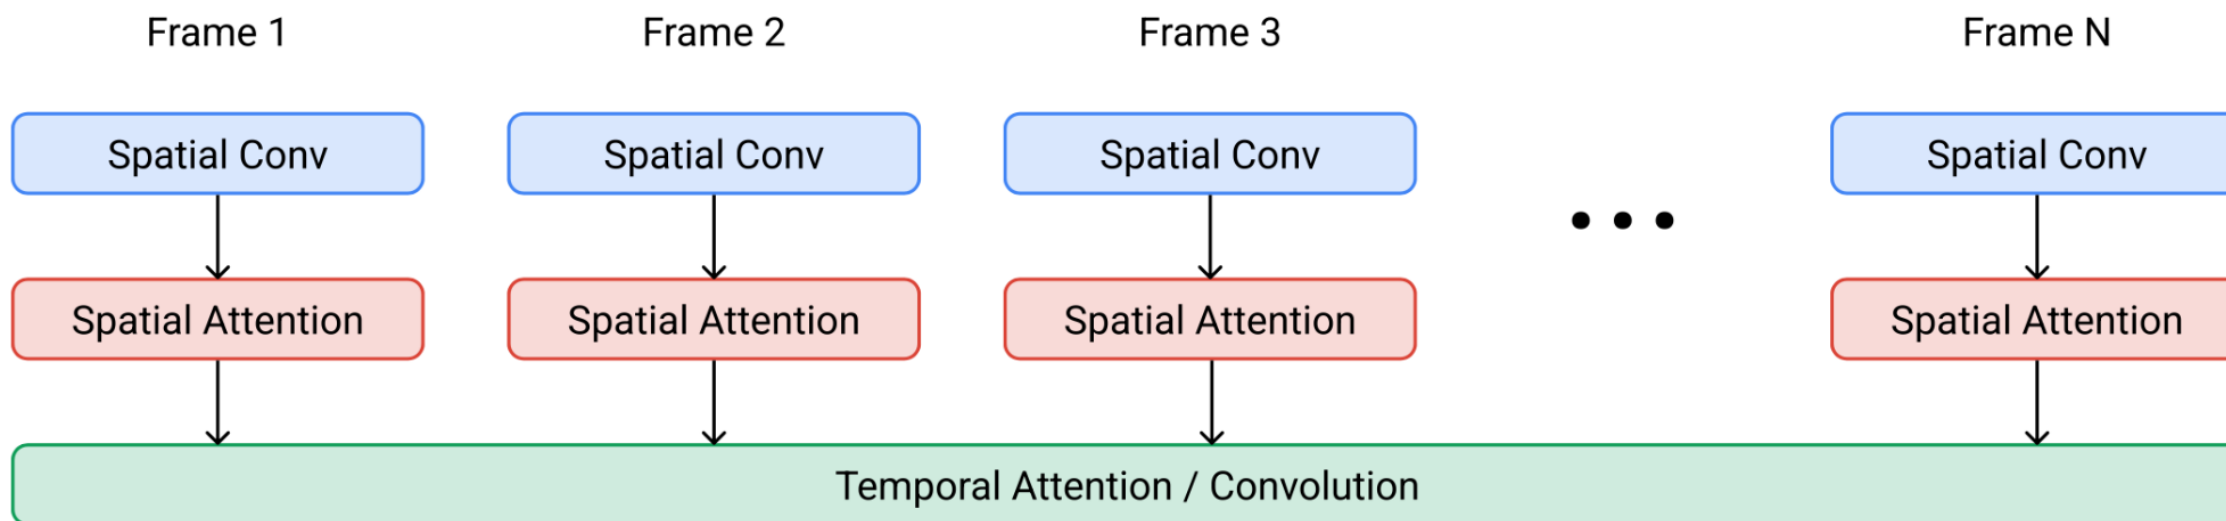 Frame 1 Frame 2 Frame 3 Frame N
Spatial Conv Spatial Conv Spatial Conv Spatial Conv
Spatial Attention Spatial Attention Spatial Attention Spatial Attention
Temporal Attention / Convolution